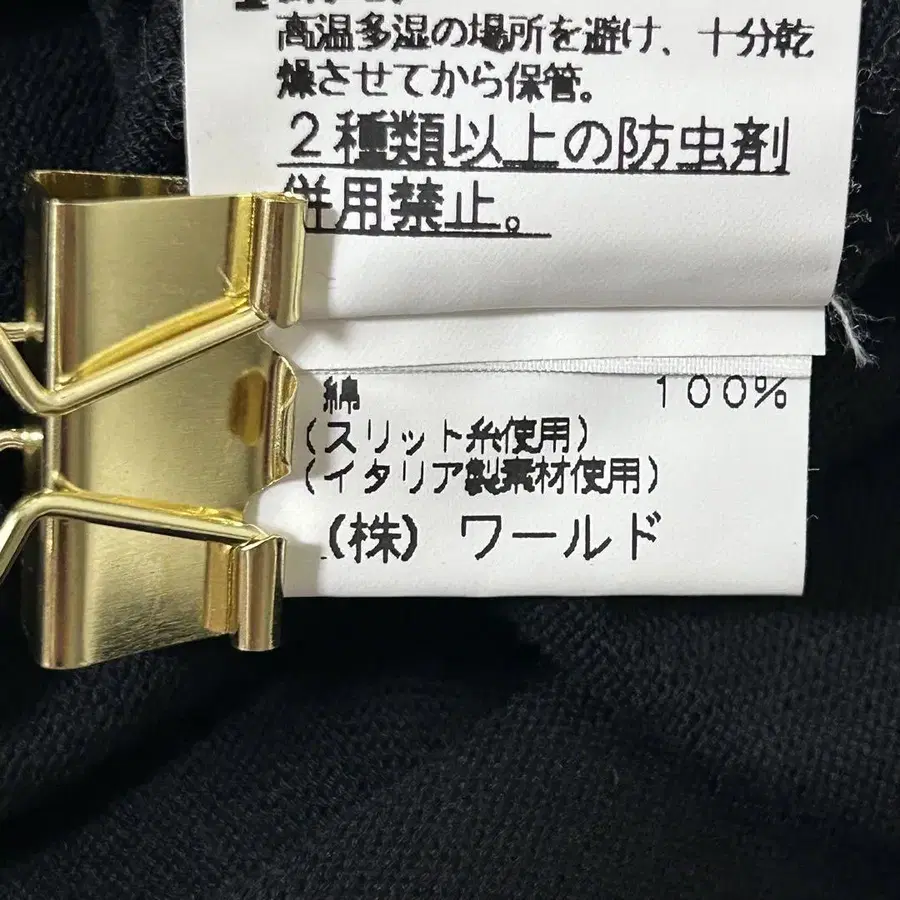 高温多湿の場所を避け、十分乾
燥させてから保管。
2種類以上の防虫剤
併用禁止。
綿 100%
(スリット糸使用)
(イタリア製素材使用)
(株) ワールド